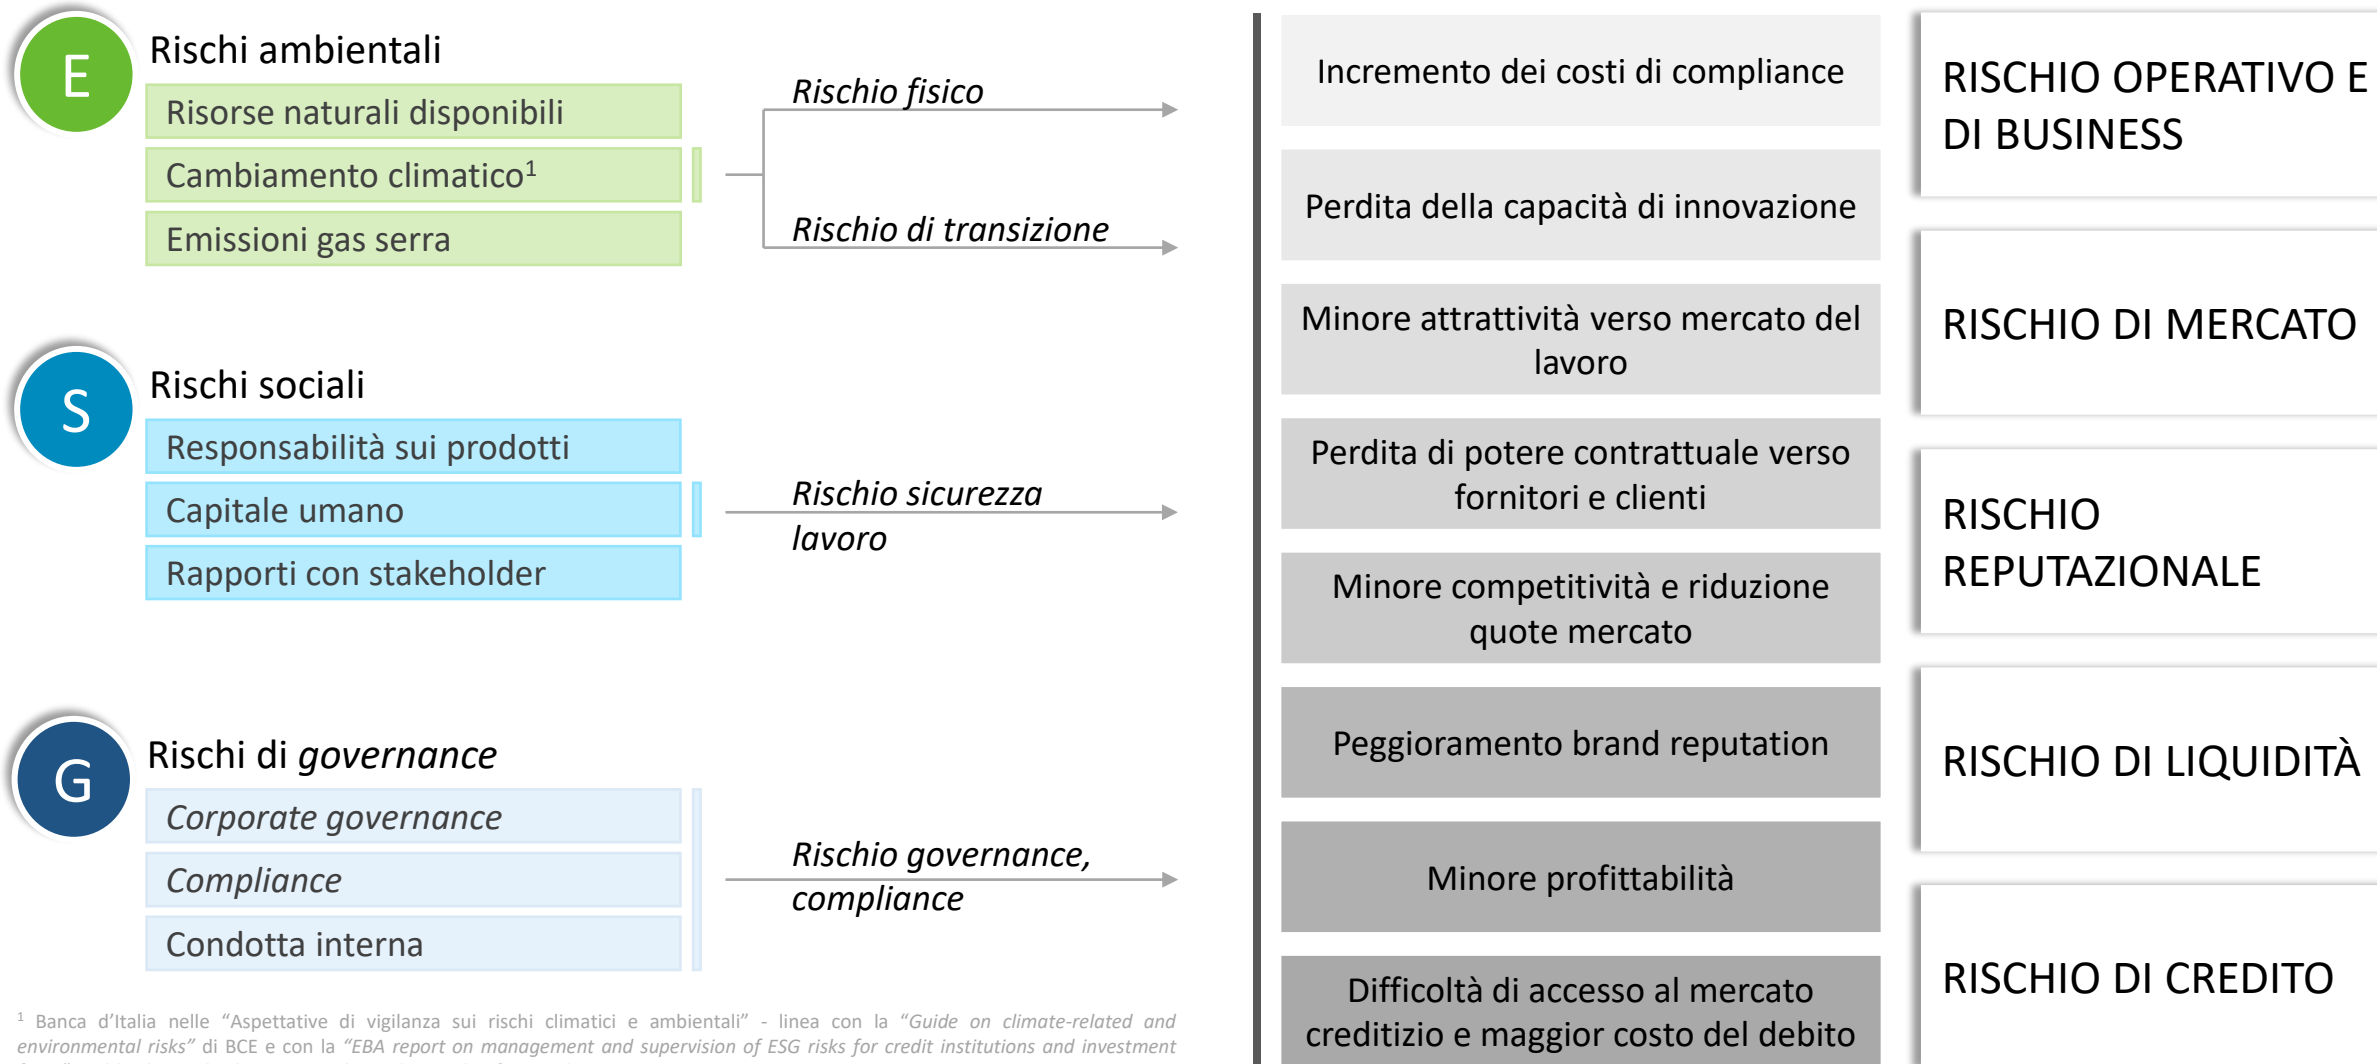 E
Rischi ambientali
Risorse naturali disponibili
Cambiamento climatico¹
Emissioni gas serra
Rischio fisico
Rischio di transizione
S
Rischi sociali
Responsabilità sui prodotti
Capitale umano
Rapporti con stakeholder
Rischio sicurezza
lavoro
G
Rischi di governance
Corporate governance
Compliance
Condotta interna
Rischio governance,
compliance
¹ Banca d'Italia nelle “Aspettative di vigilanza sui rischi climatici e ambientali” - linea con la “Guide on climate-related and
environmental risks” di BCE e con la “EBA report on management and supervision of ESG risks for credit institutions and investment
Incremento dei costi di compliance
Perdita della capacità di innovazione
Minore attrattività verso mercato del
lavoro
Perdita di potere contrattuale verso
fornitori e clienti
Minore competitività e riduzione
quote mercato
Peggioramento brand reputation
Minore profittabilità
Difficoltà di accesso al mercato
creditizio e maggior costo del debito
RISCHIO OPERATIVO E
DI BUSINESS
RISCHIO DI MERCATO
RISCHIO
REPUTAZIONALE
RISCHIO DI LIQUIDITÀ
RISCHIO DI CREDITO